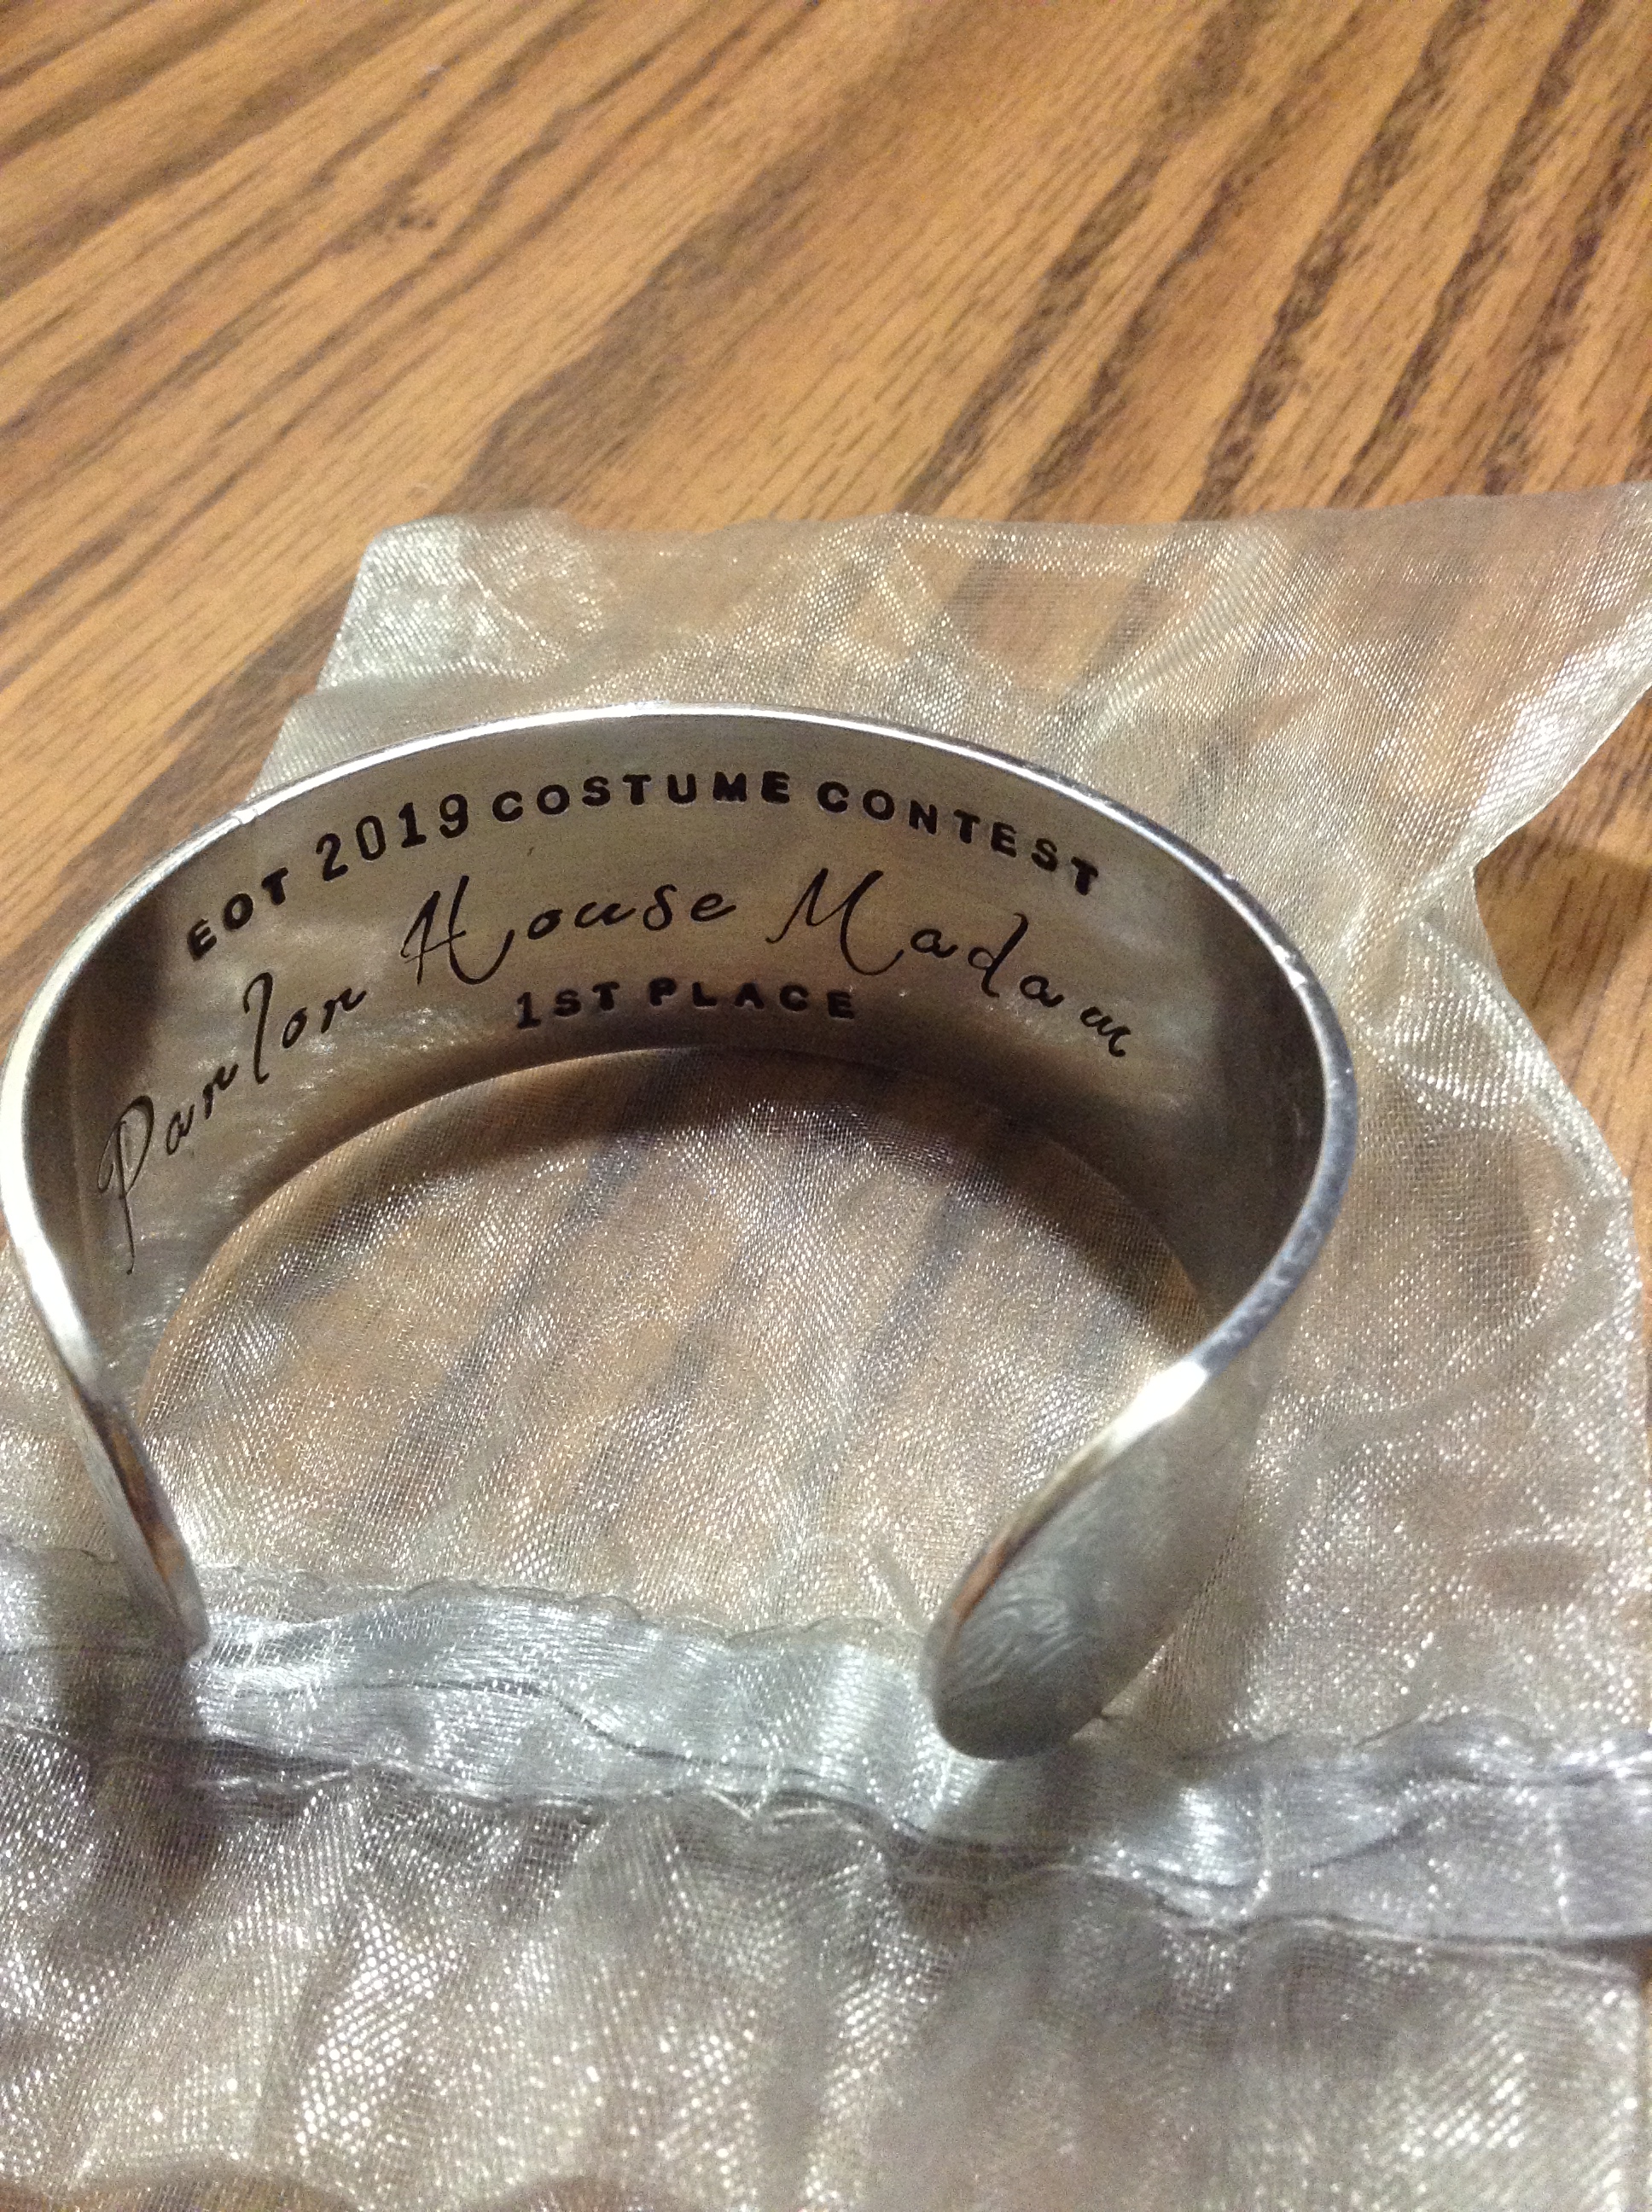 EOT 2019 COSTUME CONTEST
Parlor House Madam
1ST PLACE